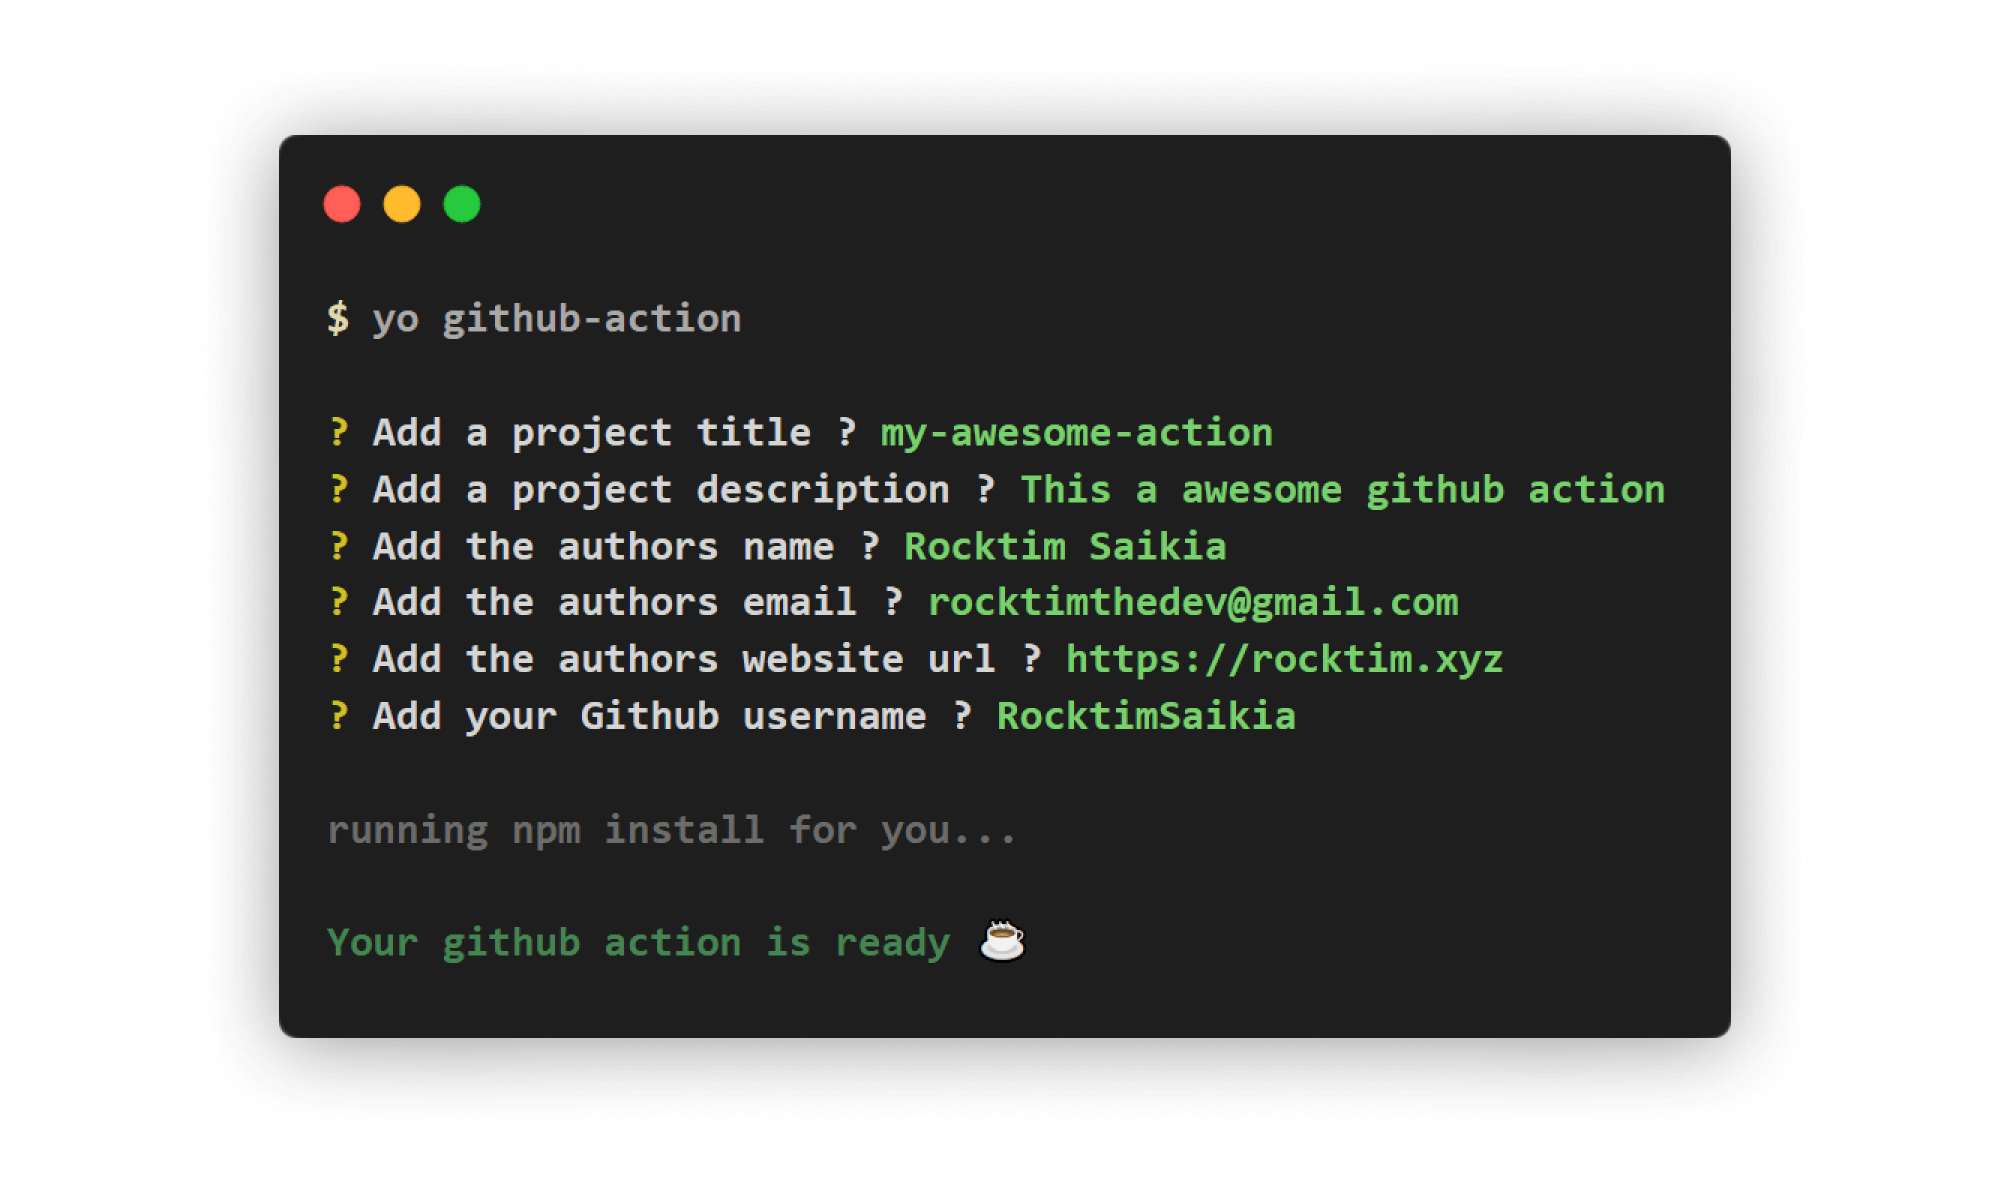 $ yo github-action
? Add a project title ? my-awesome-action
? Add a project description ? This a awesome github action
? Add the authors name ? Rocktim Saikia
? Add the authors email ? rocktimthedev@gmail.com
? Add the authors website url ? https://rocktim.xyz
? Add your Github username ? RocktimSaikia
running npm install for you...
Your github action is ready ☕